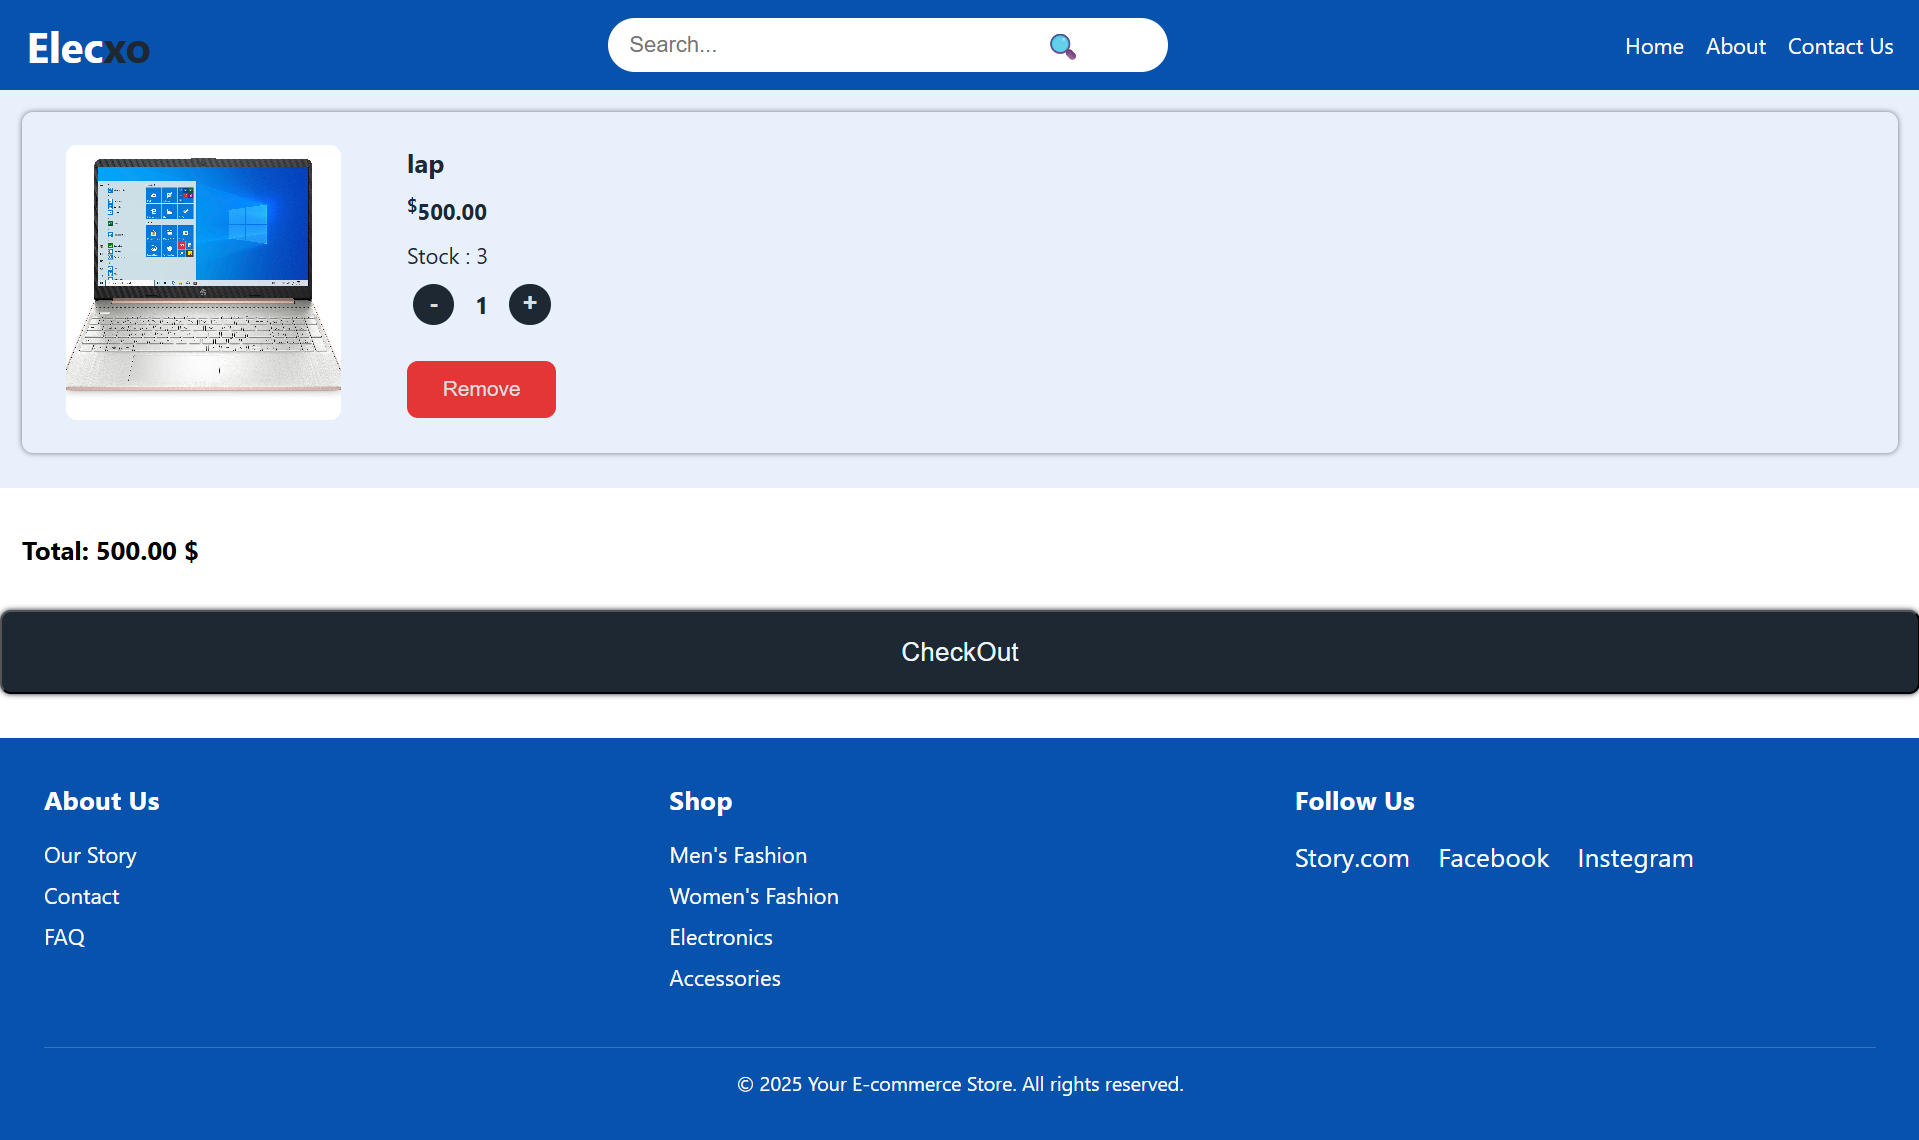 Elecxo
Search...
Home About Contact Us
lap
$500.00
Stock : 3
- 1 +
Remove
Total: 500.00 $
CheckOut
About Us
Our Story
Contact
FAQ
Shop
Men's Fashion
Women's Fashion
Electronics
Accessories
Follow Us
Story.com Facebook Instegram
© 2025 Your E-commerce Store. All rights reserved.